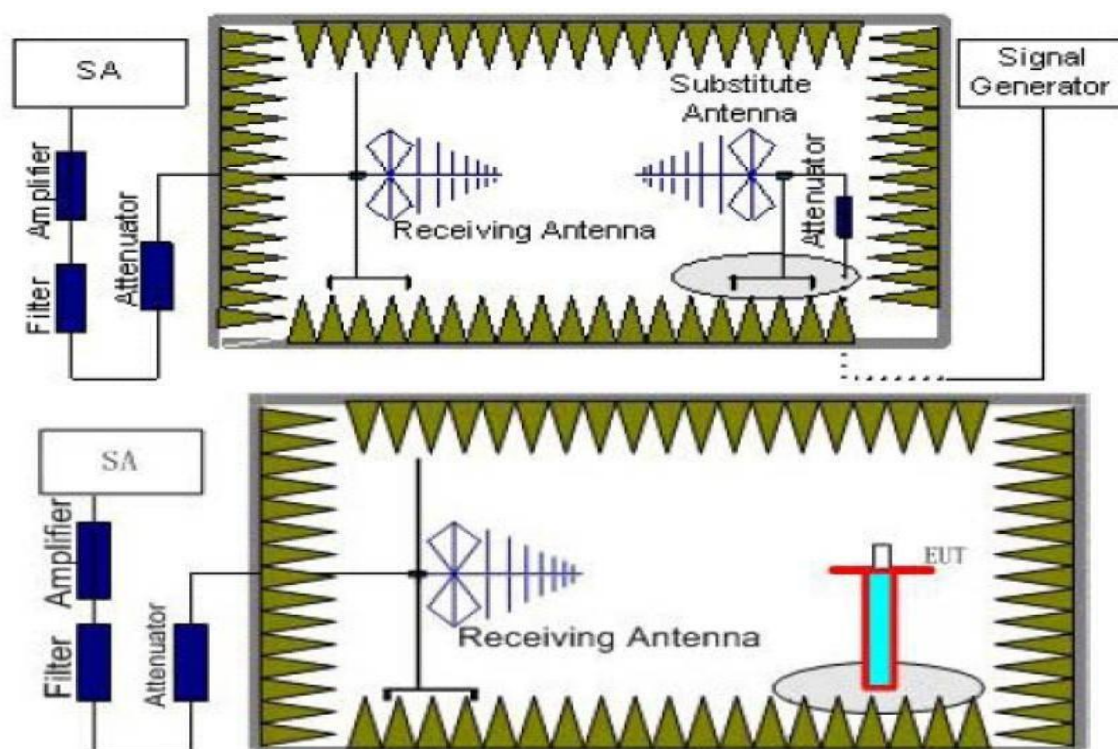 SA
Signal
Generator
Substitute
Antenna
Amplifier
Attenuator
Attenuator
Receiving Antenna
Filter
SA
Amplifier
EUT
Filter
Attenuator
Receiving Antenna